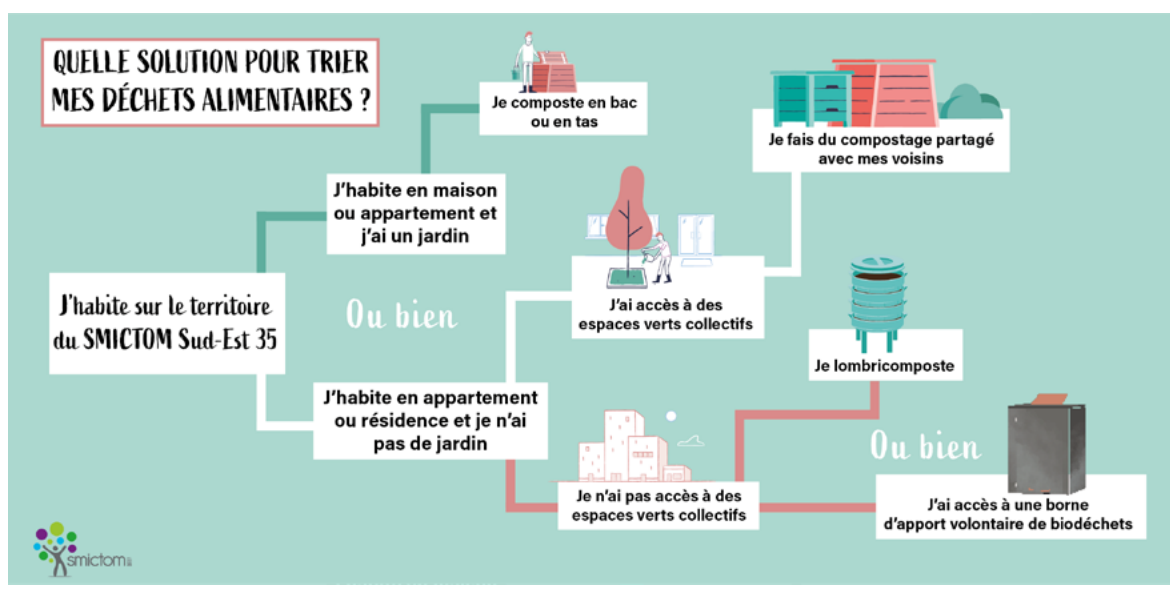 QUELLE SOLUTION POUR TRIER
MES DÉCHETS ALIMENTAIRES ?
Je composte en bac
ou en tas
Je fais du compostage partagé
avec mes voisins
J'habite en maison
ou appartement et
j'ai un jardin
J'habite sur le territoire
du SMICTOM Sud-Est 35
Ou bien
J'ai accès à des
espaces verts collectifs
Je lombricomposte
J'habite en appartement
ou résidence et je n'ai
pas de jardin
Ou bien
Je n'ai pas accès à des
espaces verts collectifs
J'ai accès à une borne
d'apport volontaire de biodéchets
smictom